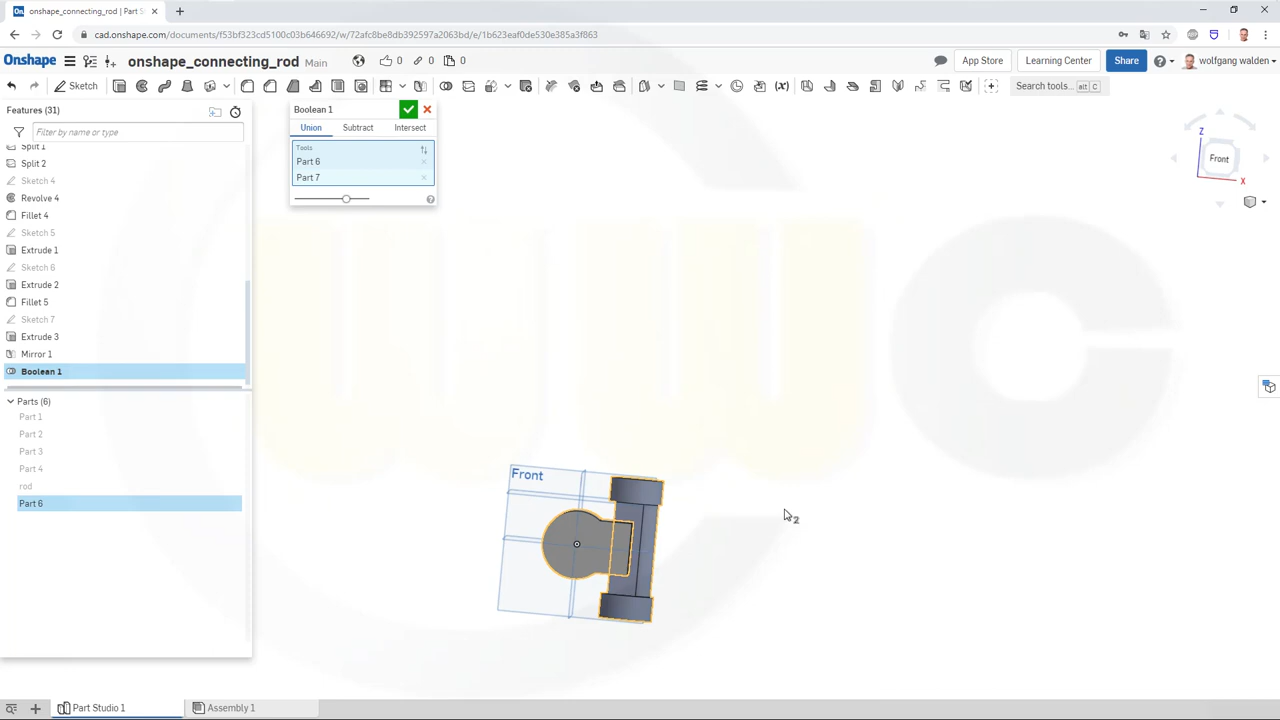 onshape_connecting_rod | Part S
cad.onshape.com/documents/f53bf323cd5100c03b646692/w/72afc8be8db392597a2063bd/e/1b623eaf0de530e385a3f863
On
Onshape
onshape_connecting_rod Main 0 0 0
App Store
Learning Center
Share
wolfgang walden
Sketch
Search tools... alt C
Features (31)
Filter by name or type
Split 1
Split 2
Sketch 4
Revolve 4
Fillet 4
Sketch 5
Extrude 1
Sketch 6
Extrude 2
Fillet 5
Sketch 7
Extrude 3
Mirror 1
Boolean 1
Parts (6)
Part 1
Part 2
Part 3
Part 4
rod
Part 6
Boolean 1
Union Subtract Intersect
Tools
Part 6
Part 7
Front
2
Z
Front
X
Part Studio 1
Assembly 1